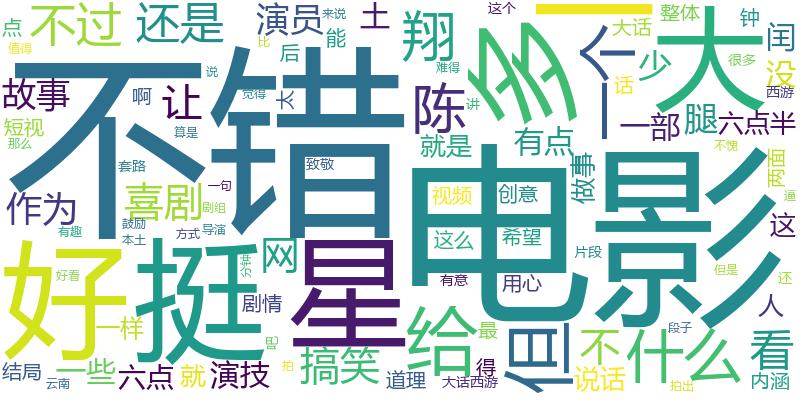 点 不过 还是 演员 来说 土 能 翔 这个 一 大话 整体 钟 闰
值得 比 后 难得 多 一个 少 大 很多 没
故事 不错 说 觉得 太 陈 讲 话 西游
短视 啊 让 算是 有点 一部 腿 六点半
那么 套路 致敬 就是 不愧
作为 喜剧 一句 剧组 电影 视频 创意 做事 两面 逼
有趣 鼓励 本土 方式 导演 这么 希望 片段 这
好看 好 挺 分钟 网 星 有意 用心 但是 还
一样 剧情 给 最 但 段子 人
结局 一些 六点 就 吧 演技 搞笑 得 不 什么 看
云南 拍 道理 大话西游 说话 拍出 内涵